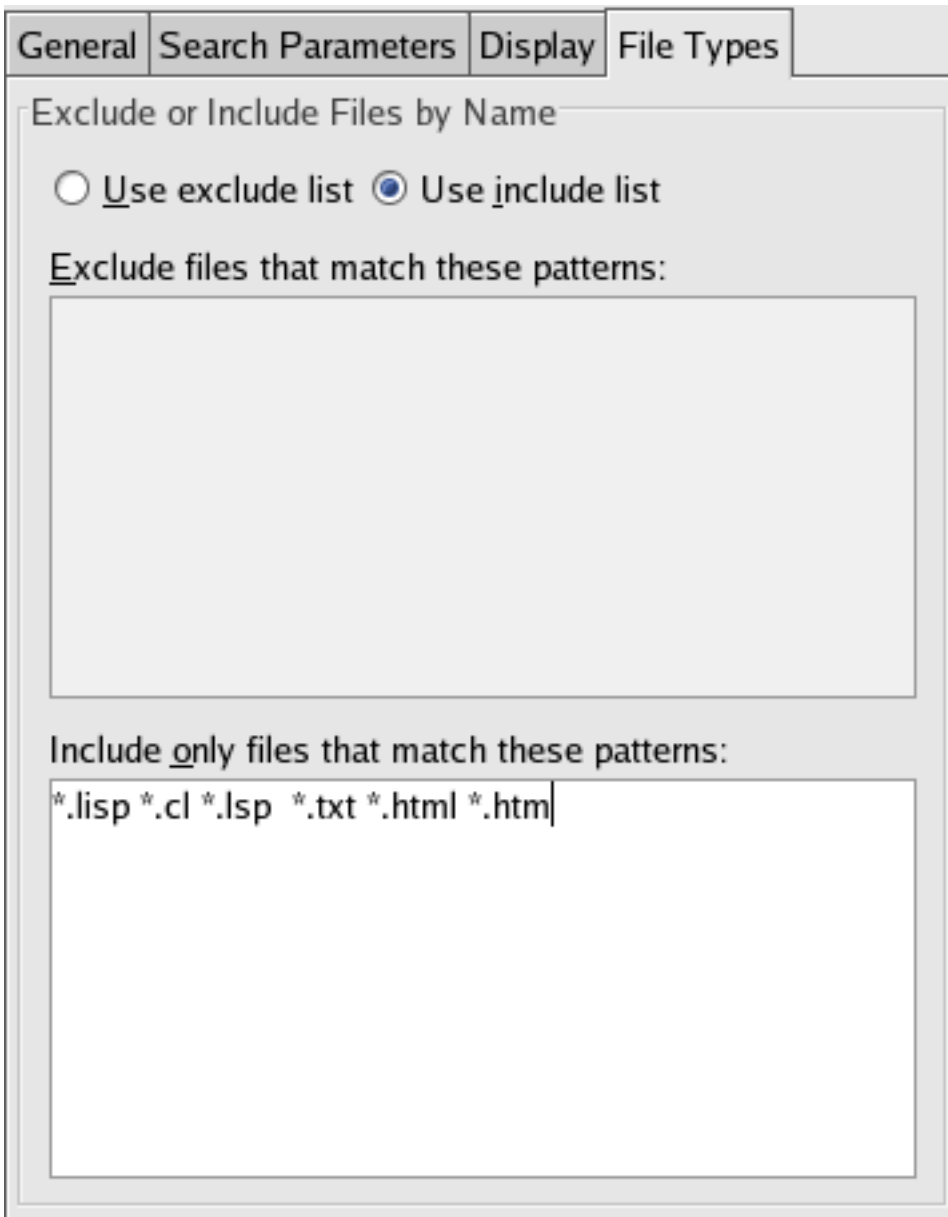 General Search Parameters Display File Types
Exclude or Include Files by Name
Use exclude list Use include list
Exclude files that match these patterns:
Include only files that match these patterns:
*.lisp *.cl *.lsp  *.txt *.html *.htm